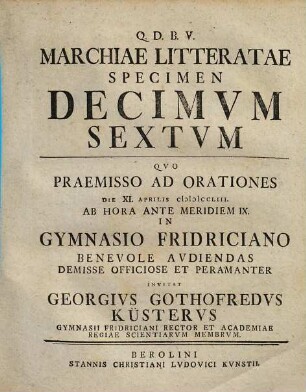 Q. D. B. V.
MARCHIAE LITTERATAE
SPECIMEN
DECIMVM
SEXTVM
QVO
PRAEMISSO AD ORATIONES
DIE XI. APRILIS cIɔIɔccLIII.
AB HORA ANTE MERIDIEM IX.
IN
GYMNASIO FRIDRICIANO
BENEVOLE AVDIENDAS
DEMISSE OFFICIOSE ET PERAMANTER
INVITAT
GEORGIVS GOTHOFREDVS
KÜSTERVS
GYMNASII FRIDRICIANI RECTOR ET ACADEMIAE
REGIAE SCIENTIARVM MEMBRVM.
BEROLINI
STANNIS CHRISTIANI LVDOVICI KVNSTII.